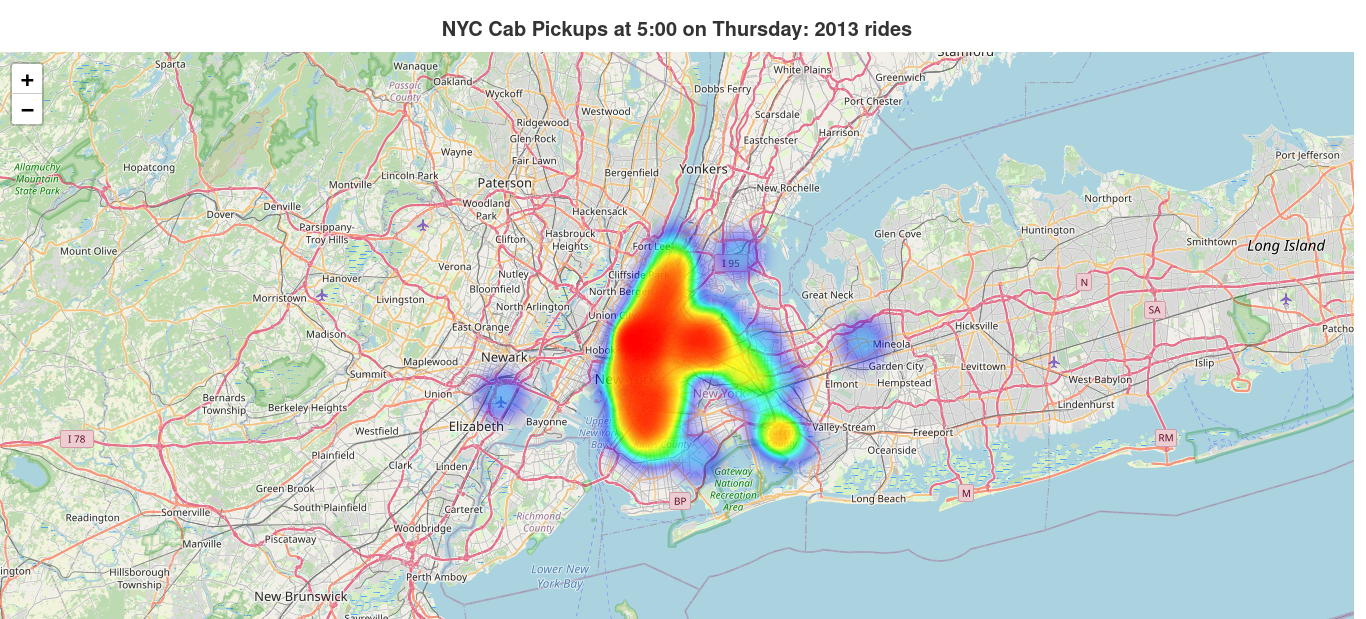 NYC Cab Pickups at 5:00 on Thursday: 2013 rides
+
−
Sparta
Wanaque
Oakland
Passaic
County
Wyckoff
Westwood
Dobbs Ferry
White Plains
Greenwich
Stamford
Port Chester
Scarsdale
Harrison
Eastchester
Ridgewood
Glen Rock
Fair Lawn
Wayne
Hopatcong
Allamuchy
Mountain
State Park
Lincoln Park
Montville
Paterson
Bergenfield
Yonkers
New Rochelle
Port Jefferson
Northport
Denville
Dover
Woodland
Park
Hackensack
Parsippany-
Troy Hills
Clifton
Hasbrouck
Heights
Fort Lee
Glen Cove
Huntington
Smithtown
Long Island
Mount Olive
Verona
Nutley
Bloomfield
Cliffside Park
I 95
Hanover
Livingston
North Arlington
North Bergen
Union City
Great Neck
N
SA
Morristown
Madison
East Orange
Hicksville
Patcho
Newark
Hoboken
Mineola
Garden City
Levittown
Islip
Maplewood
Summit
Union
New York
New York
Elmont
Hempstead
West Babylon
Bernards
Township
Berkeley Heights
Lindenhurst
Elizabeth
Bayonne
Upper
New York
Bay
County
Valley Stream
Freeport
I 78
Westfield
RM
Oceanside
Plainfield
Clark
Linden
Gateway
National
Recreation
Area
Green Brook
BP
Long Beach
M
South Plainfield
Carteret
Readington
Somerville
Richmond
County
Woodbridge
Manville
Piscataway
ington
Hillsborough
Township
Perth Amboy
Lower New
York Bay
New Brunswick
Sayreville